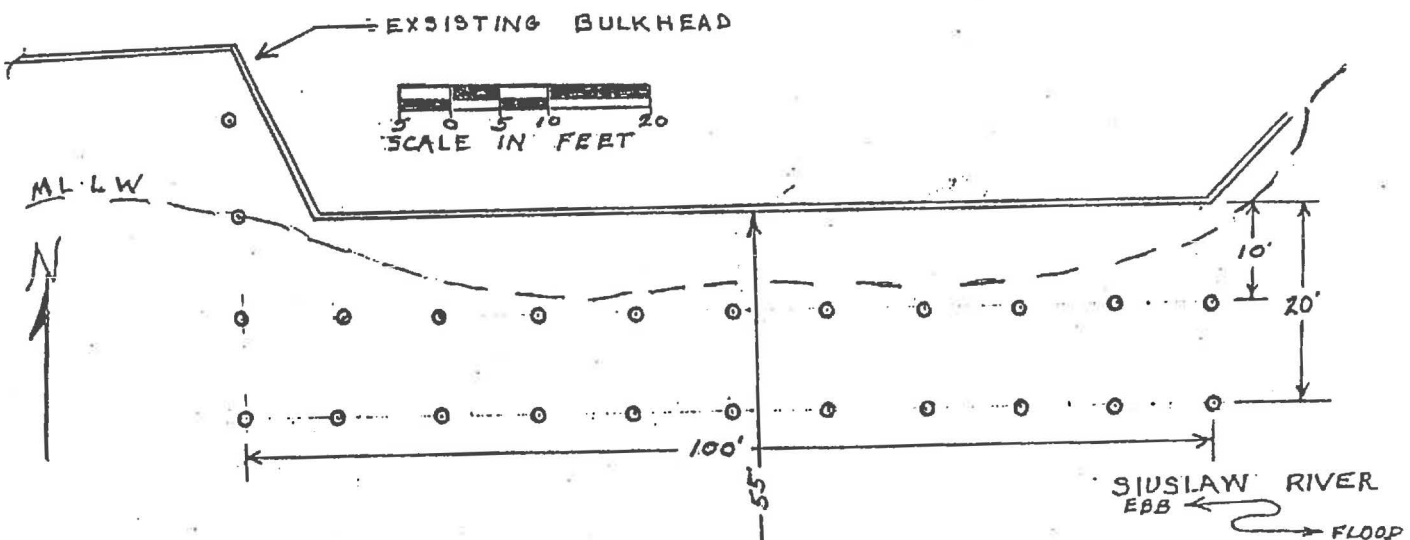 EXSISTING BULKHEAD
5 0 5 10 20
SCALE IN FEET
ML.LW
N
10'
20'
100'
55'
SIUSLAW RIVER
EBB
FLOOD